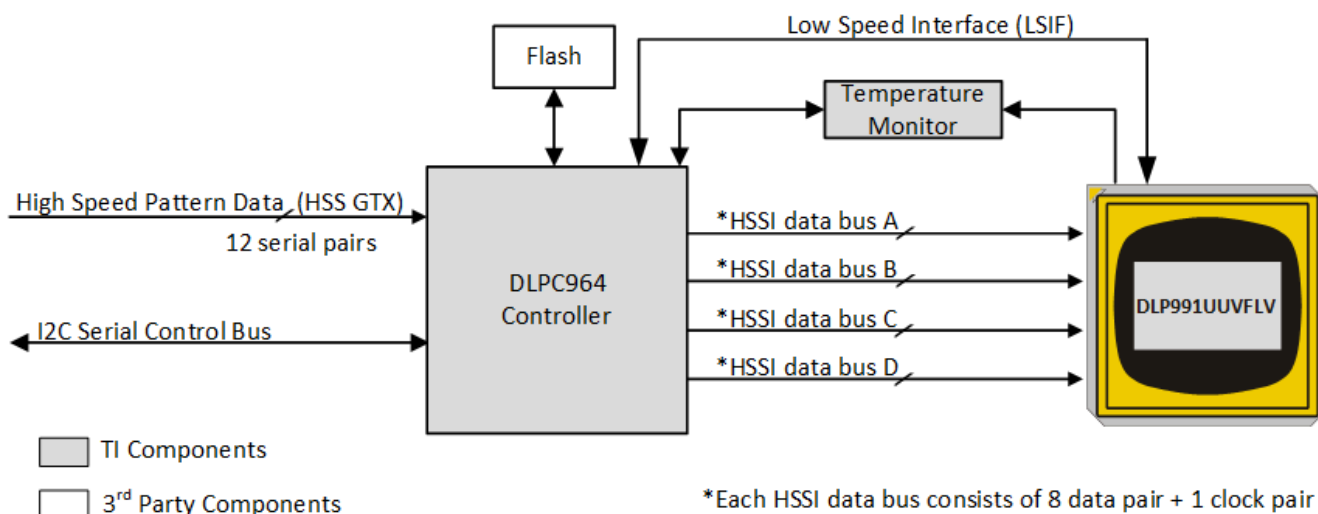 Low Speed Interface (LSIF)
Flash
Temperature
Monitor
High Speed Pattern Data (HSS GTX)
12 serial pairs
*HSSI data bus A
*HSSI data bus B
DLPC964
Controller
DLP991UUVFLV
I2C Serial Control Bus
*HSSI data bus C
*HSSI data bus D
TI Components
3rd Party Components
*Each HSSI data bus consists of 8 data pair + 1 clock pair